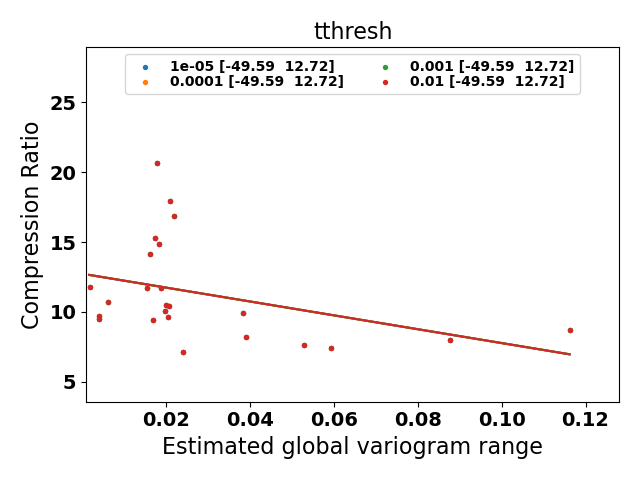 tthresh
1e-05 [-49.59  12.72]
0.0001 [-49.59  12.72]
0.001 [-49.59  12.72]
0.01 [-49.59  12.72]
Compression Ratio
25
20
15
10
5
0.02 0.04 0.06 0.08 0.10 0.12
Estimated global variogram range